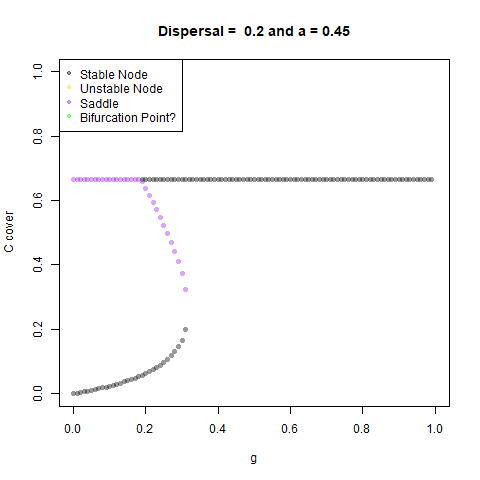 Dispersal =  0.2 and a = 0.45
Stable Node
Unstable Node
Saddle
Bifurcation Point?
C cover
1.0
0.8
0.6
0.4
0.2
0.0
0.0 0.2 0.4 0.6 0.8 1.0
g